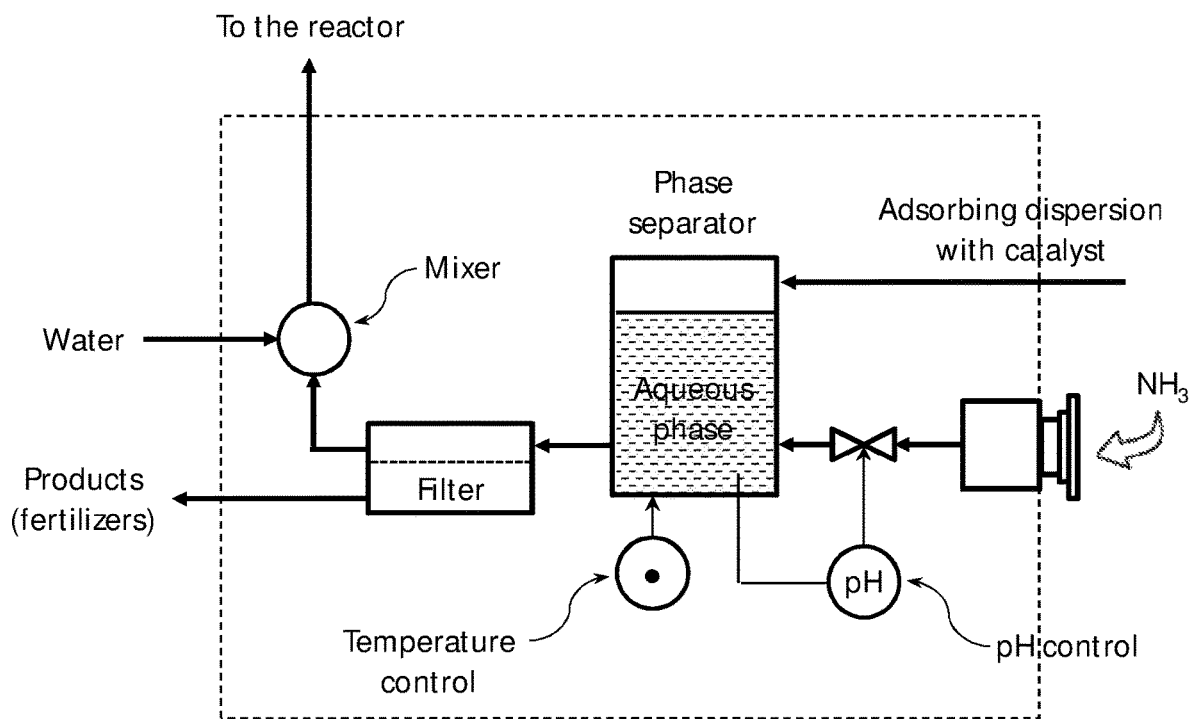 To the reactor
Phase
separator
Adsorbing dispersion
with catalyst
Mixer
Water
NH₃
Aqueous
phase
Products
(fertilizers)
Filter
pH
Temperature
control
pH control